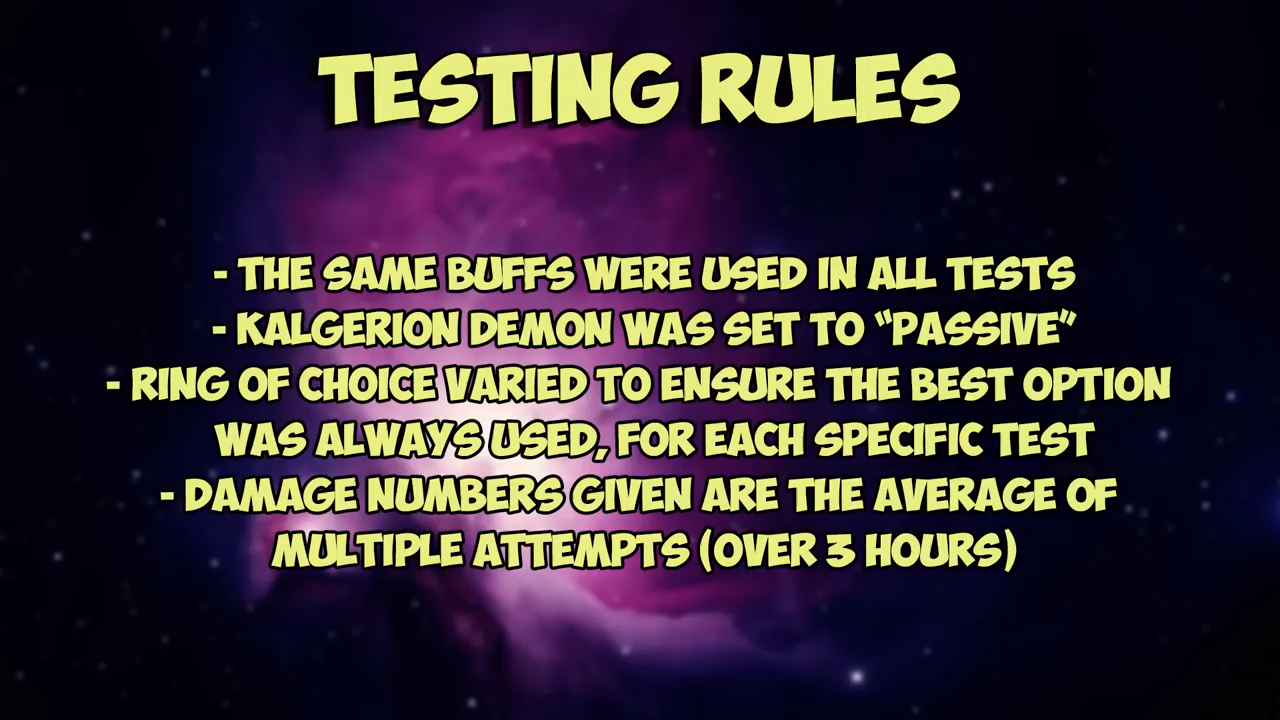 TESTING RULES
- THE SAME BUFFS WERE USED IN ALL TESTS
- KALGERION DEMON WAS SET TO "PASSIVE"
- RING OF CHOICE VARIED TO ENSURE THE BEST OPTION
WAS ALWAYS USED, FOR EACH SPECIFIC TEST
- DAMAGE NUMBERS GIVEN ARE THE AVERAGE OF
MULTIPLE ATTEMPTS (OVER 3 HOURS)